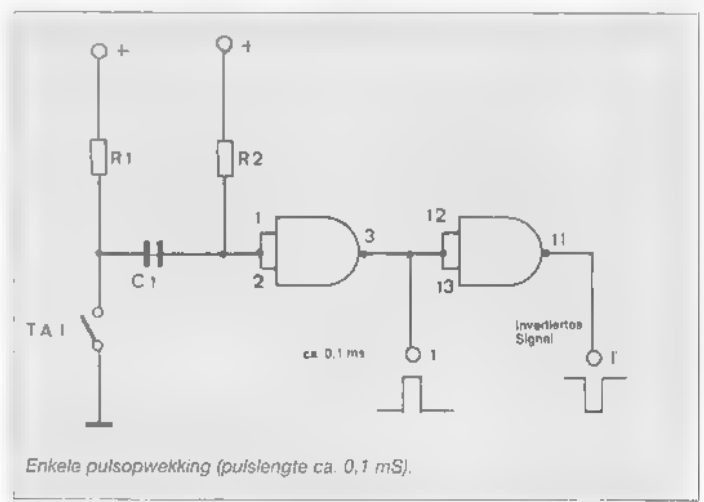 +
+
R1
R2
1
2
3
12
13
11
C1
TA1
ca. 0,1 ms
1
Invertiertes
Signal
1'
Enkele pulsopwekking (pulslengte ca. 0,1 mS).